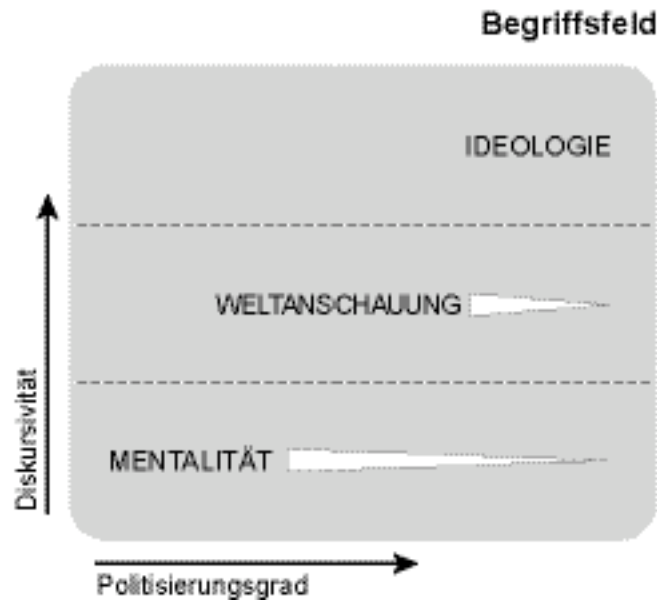 Begriffsfeld
IDEOLOGIE
WELTANSCHAUUNG
MENTALITÄT
Diskursivität
Politisierungsgrad